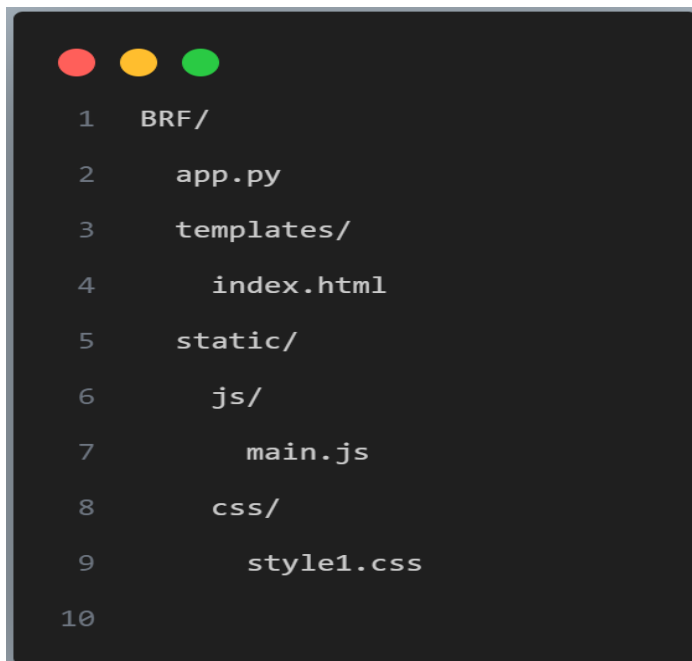 1 BRF/
2 app.py
3 templates/
4 index.html
5 static/
6 js/
7 main.js
8 css/
9 style1.css
10